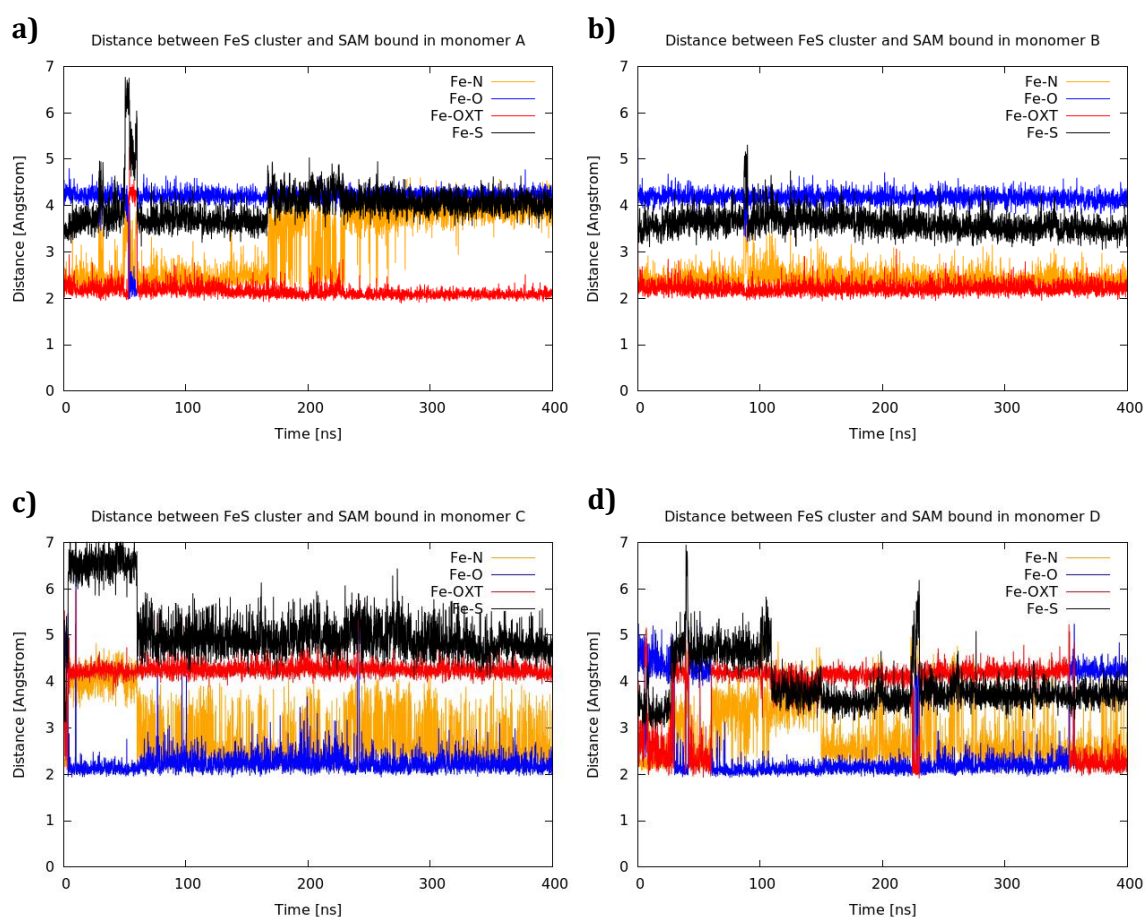 a)
Distance between FeS cluster and SAM bound in monomer A
Fe-N
Fe-O
Fe-OXT
Fe-S
Distance [Angstrom]
7
6
5
4
3
2
1
0
0 100 200 300 400
Time [ns]
b)
Distance between FeS cluster and SAM bound in monomer B
Fe-N
Fe-O
Fe-OXT
Fe-S
Distance [Angstrom]
7
6
5
4
3
2
1
0
0 100 200 300 400
Time [ns]
c)
Distance between FeS cluster and SAM bound in monomer C
Fe-N
Fe-O
Fe-OXT
Fe-S
Distance [Angstrom]
7
6
5
4
3
2
1
0
0 100 200 300 400
Time [ns]
d)
Distance between FeS cluster and SAM bound in monomer D
Fe-N
Fe-O
Fe-OXT
Fe-S
Distance [Angstrom]
7
6
5
4
3
2
1
0
0 100 200 300 400
Time [ns]